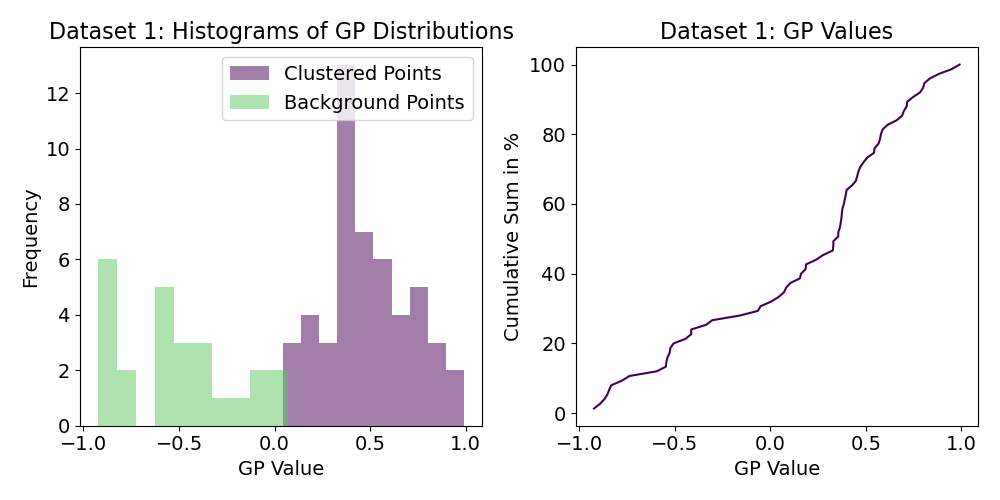 Dataset 1: Histograms of GP Distributions
Clustered Points
Background Points
Frequency
12
10
8
6
4
2
0
−1.0 −0.5 0.0 0.5 1.0
GP Value
Dataset 1: GP Values
Cumulative Sum in %
100
80
60
40
20
0
−1.0 −0.5 0.0 0.5 1.0
GP Value